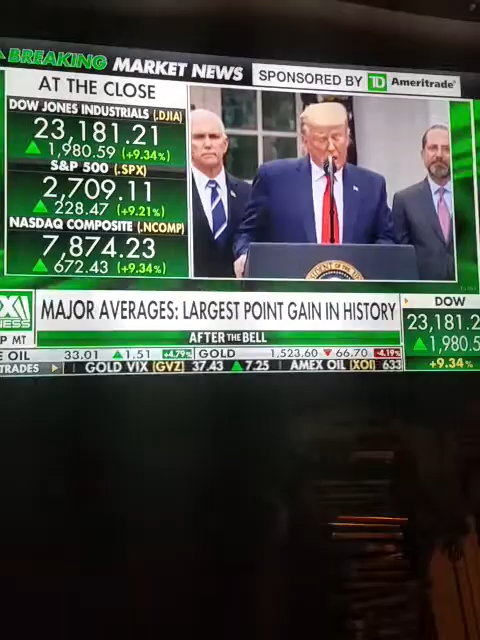 BREAKING MARKET NEWS
SPONSORED BY TD Ameritrade
AT THE CLOSE
DOW JONES INDUSTRIALS (.DJIA)
23,181.21
▲ 1,980.59 (+9.34%)
S&P 500 (.SPX)
2,709.11
▲ 228.47 (+9.21%)
NASDAQ COMPOSITE (.NCOMP)
7,874.23
▲ 672.43 (+9.34%)
MAJOR AVERAGES: LARGEST POINT GAIN IN HISTORY
AFTER THE BELL
DOW
23,181.2
▲ 1,980.5
+9.34%
P MT
E OIL 33.01 ▲1.51 +4.79% GOLD 1,523.60 ▼66.70 -4.19%
TRADES ▶ GOLD VIX (GVZ) 37.43 ▲7.25 AMEX OIL (XOI) 633